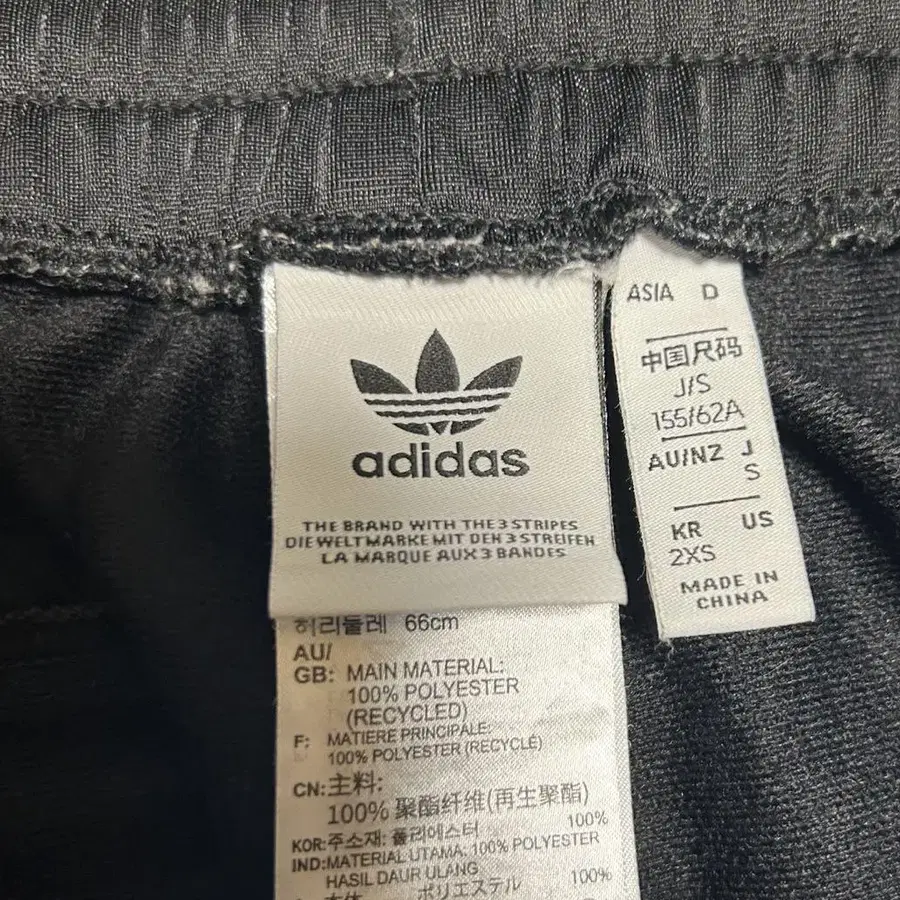 adidas
THE BRAND WITH THE 3 STRIPES
DIE WELTMARKE MIT DEN 3 STREIFEN
LA MARQUE AUX 3 BANDES
허리둘레 66cm
AU/
GB: MAIN MATERIAL:
100% POLYESTER
(RECYCLED)
F: MATIERE PRINCIPALE:
100% POLYESTER (RECYCLÉ)
CN: 主料:
100% 聚酯纤维(再生聚酯)
KOR: 주소재: 폴리에스터 100%
IND: MATERIAL UTAMA: 100% POLYESTER
HASIL DAUR ULANG
本体 ポリエステル 100%
ASIA D
中国尺码
J/S
155/62A
AU/NZ J
S
KR US
2XS
MADE IN
CHINA